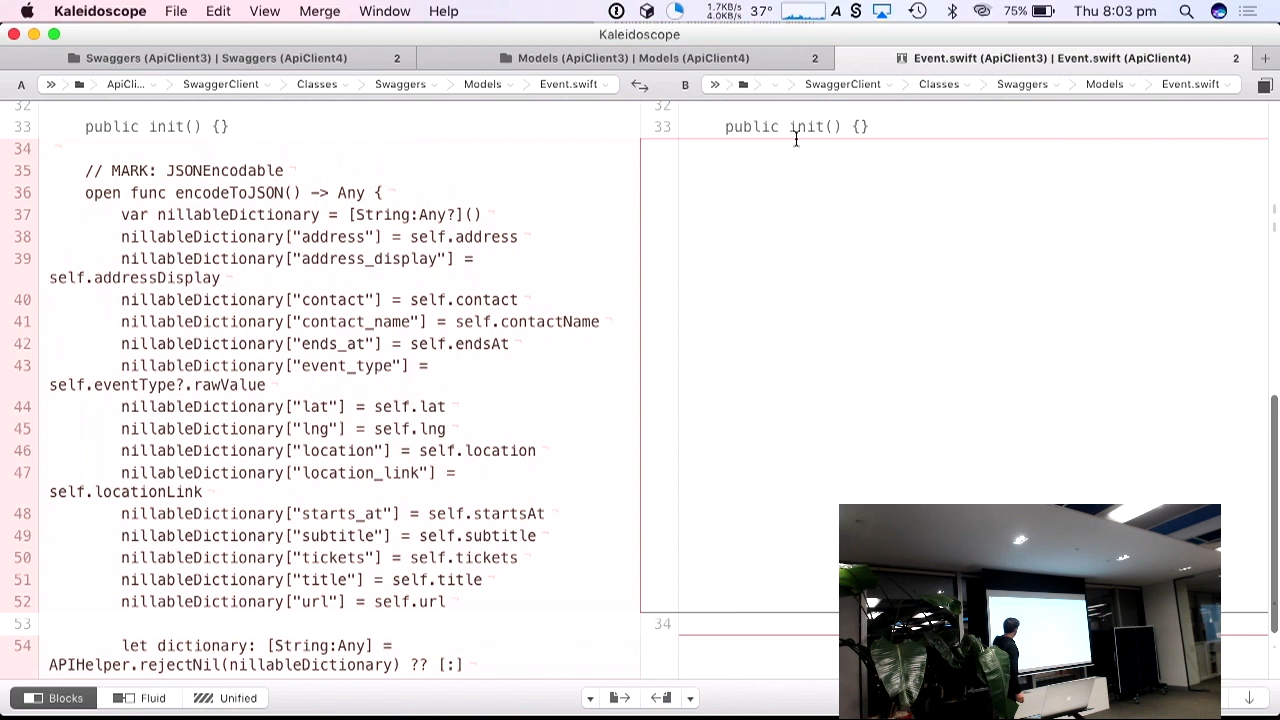 Kaleidoscope File Edit View Merge Window Help 1.7KB/s 4.0KB/s 37° 75% Thu 8:03 pm
Kaleidoscope
Swaggers (ApiClient3) | Swaggers (ApiClient4) 2 Models (ApiClient3) | Models (ApiClient4) 2 Event.swift (ApiClient3) | Event.swift (ApiClient4) 2
A ApiCli... SwaggerClient Classes Swaggers Models Event.swift B SwaggerClient Classes Swaggers Models Event.swift
32 32
33 public init() {} 33 public init() {}
34
35 // MARK: JSONEncodable
36 open func encodeToJSON() -> Any {
37 var nillableDictionary = [String:Any?]()
38 nillableDictionary["address"] = self.address
39 nillableDictionary["address_display"] =
self.addressDisplay
40 nillableDictionary["contact"] = self.contact
41 nillableDictionary["contact_name"] = self.contactName
42 nillableDictionary["ends_at"] = self.endsAt
43 nillableDictionary["event_type"] =
self.eventType?.rawValue
44 nillableDictionary["lat"] = self.lat
45 nillableDictionary["lng"] = self.lng
46 nillableDictionary["location"] = self.location
47 nillableDictionary["location_link"] =
self.locationLink
48 nillableDictionary["starts_at"] = self.startsAt
49 nillableDictionary["subtitle"] = self.subtitle
50 nillableDictionary["tickets"] = self.tickets
51 nillableDictionary["title"] = self.title
52 nillableDictionary["url"] = self.url
53 34
54 let dictionary: [String:Any] =
APIHelper.rejectNil(nillableDictionary) ?? [:]
Blocks Fluid Unified